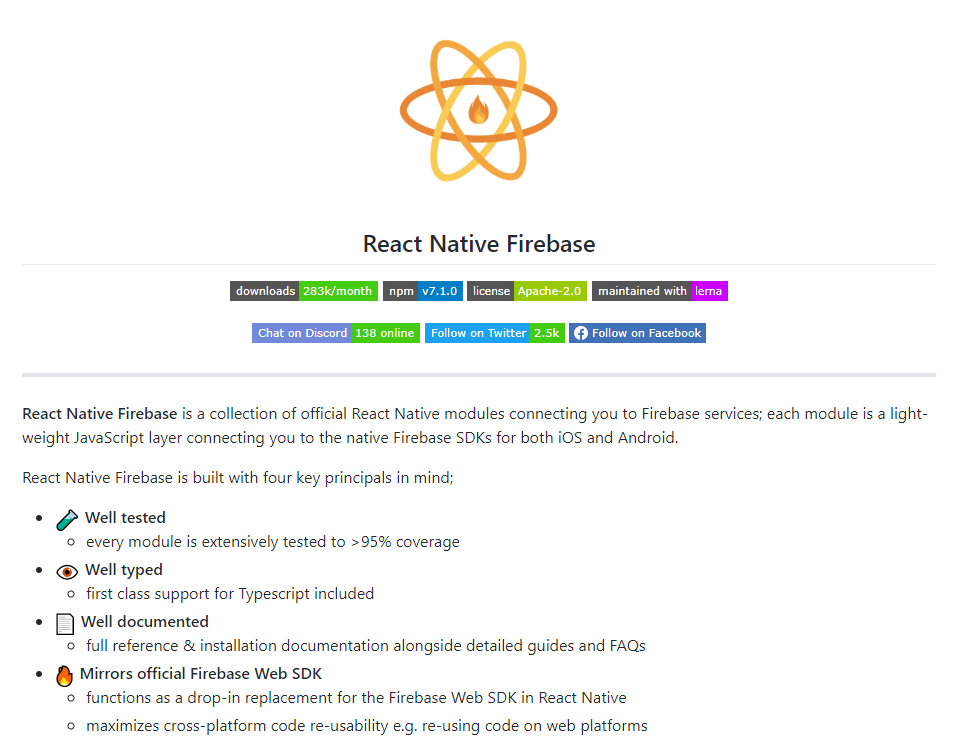 React Native Firebase
downloads 283k/month npm v7.1.0 license Apache-2.0 maintained with lerna
Chat on Discord 138 online Follow on Twitter 2.5k Follow on Facebook
React Native Firebase is a collection of official React Native modules connecting you to Firebase services; each module is a light-
weight JavaScript layer connecting you to the native Firebase SDKs for both iOS and Android.
React Native Firebase is built with four key principals in mind;
Well tested
every module is extensively tested to >95% coverage
Well typed
first class support for Typescript included
Well documented
full reference & installation documentation alongside detailed guides and FAQs
Mirrors official Firebase Web SDK
functions as a drop-in replacement for the Firebase Web SDK in React Native
maximizes cross-platform code re-usability e.g. re-using code on web platforms